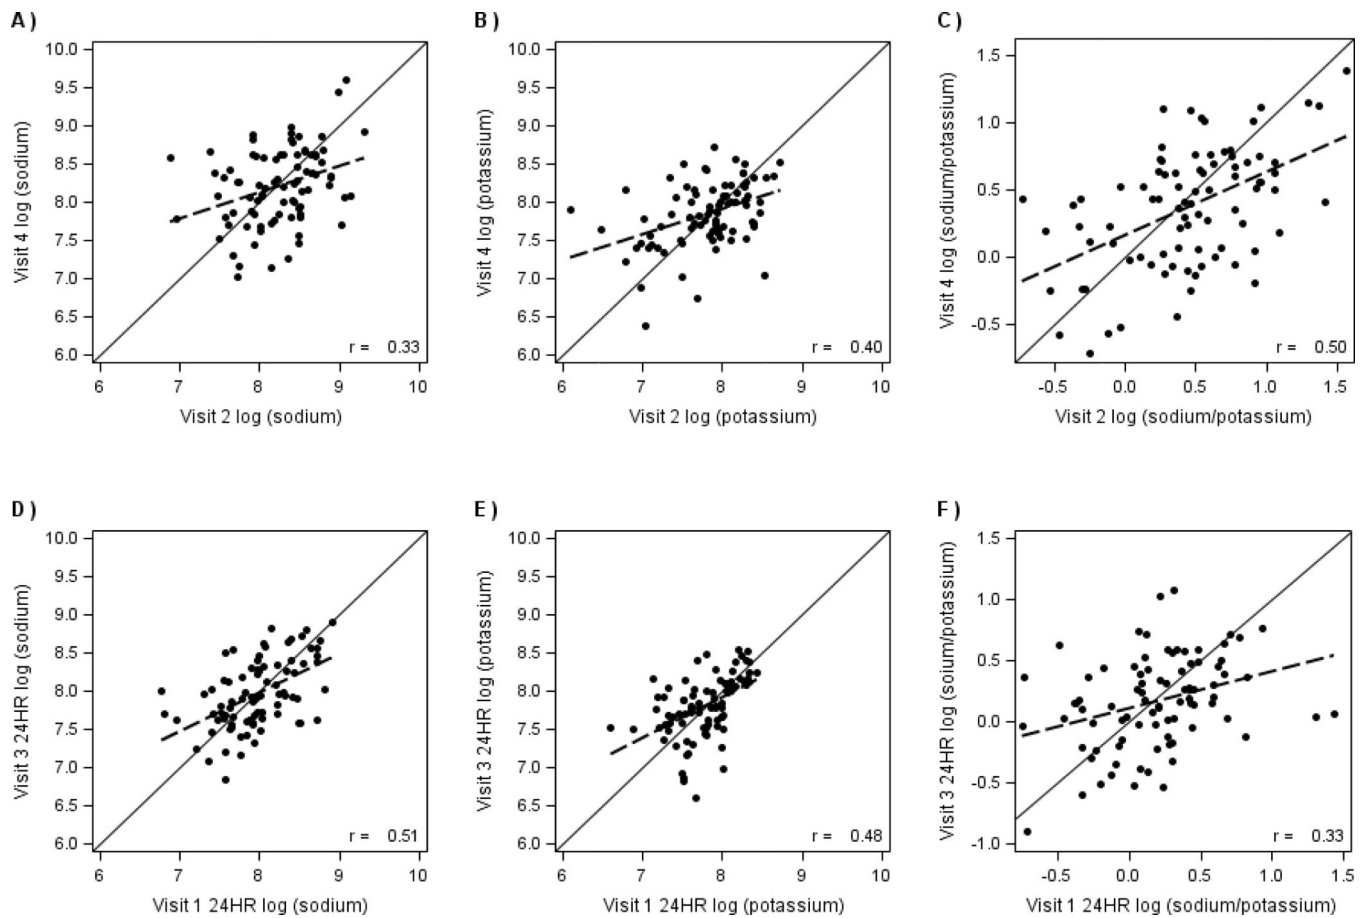 A)
10.0
9.5
9.0
8.5
8.0
7.5
7.0
6.5
6.0
Visit 4 log (sodium)
r = 0.33
6 7 8 9 10
Visit 2 log (sodium)
B)
10.0
9.5
9.0
8.5
8.0
7.5
7.0
6.5
6.0
Visit 4 log (potassium)
r = 0.40
6 7 8 9 10
Visit 2 log (potassium)
C)
1.5
1.0
0.5
0.0
-0.5
Visit 4 log (sodium/potassium)
r = 0.50
-0.5 0.0 0.5 1.0 1.5
Visit 2 log (sodium/potassium)
D)
10.0
9.5
9.0
8.5
8.0
7.5
7.0
6.5
6.0
Visit 3 24HR log (sodium)
r = 0.51
6 7 8 9 10
Visit 1 24HR log (sodium)
E)
10.0
9.5
9.0
8.5
8.0
7.5
7.0
6.5
6.0
Visit 3 24HR log (potassium)
r = 0.48
6 7 8 9 10
Visit 1 24HR log (potassium)
F)
1.5
1.0
0.5
0.0
-0.5
-1.0
Visit 3 24HR log (soium/potassium)
r = 0.33
-0.5 0.0 0.5 1.0 1.5
Visit 1 24HR log (sodium/potassium)